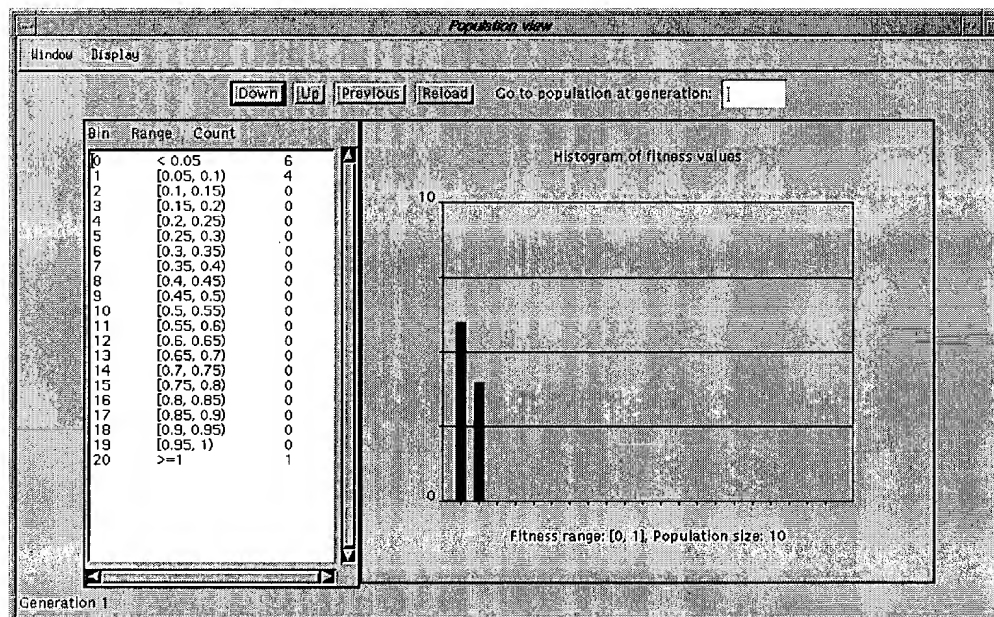 Population view
Window Display
Down Up Previous Reload Go to population at generation:
Bin Range Count
0 < 0.05 6
1 [0.05, 0.1) 4
2 [0.1, 0.15) 0
3 [0.15, 0.2) 0
4 [0.2, 0.25) 0
5 [0.25, 0.3) 0
6 [0.3, 0.35) 0
7 [0.35, 0.4) 0
8 [0.4, 0.45) 0
9 [0.45, 0.5) 0
10 [0.5, 0.55) 0
11 [0.55, 0.6) 0
12 [0.6, 0.65) 0
13 [0.65, 0.7) 0
14 [0.7, 0.75) 0
15 [0.75, 0.8) 0
16 [0.8, 0.85) 0
17 [0.85, 0.9) 0
18 [0.9, 0.95) 0
19 [0.95, 1) 0
20 >=1 1
Histogram of fitness values
10
0
Fitness range: [0, 1], Population size: 10
Generation 1